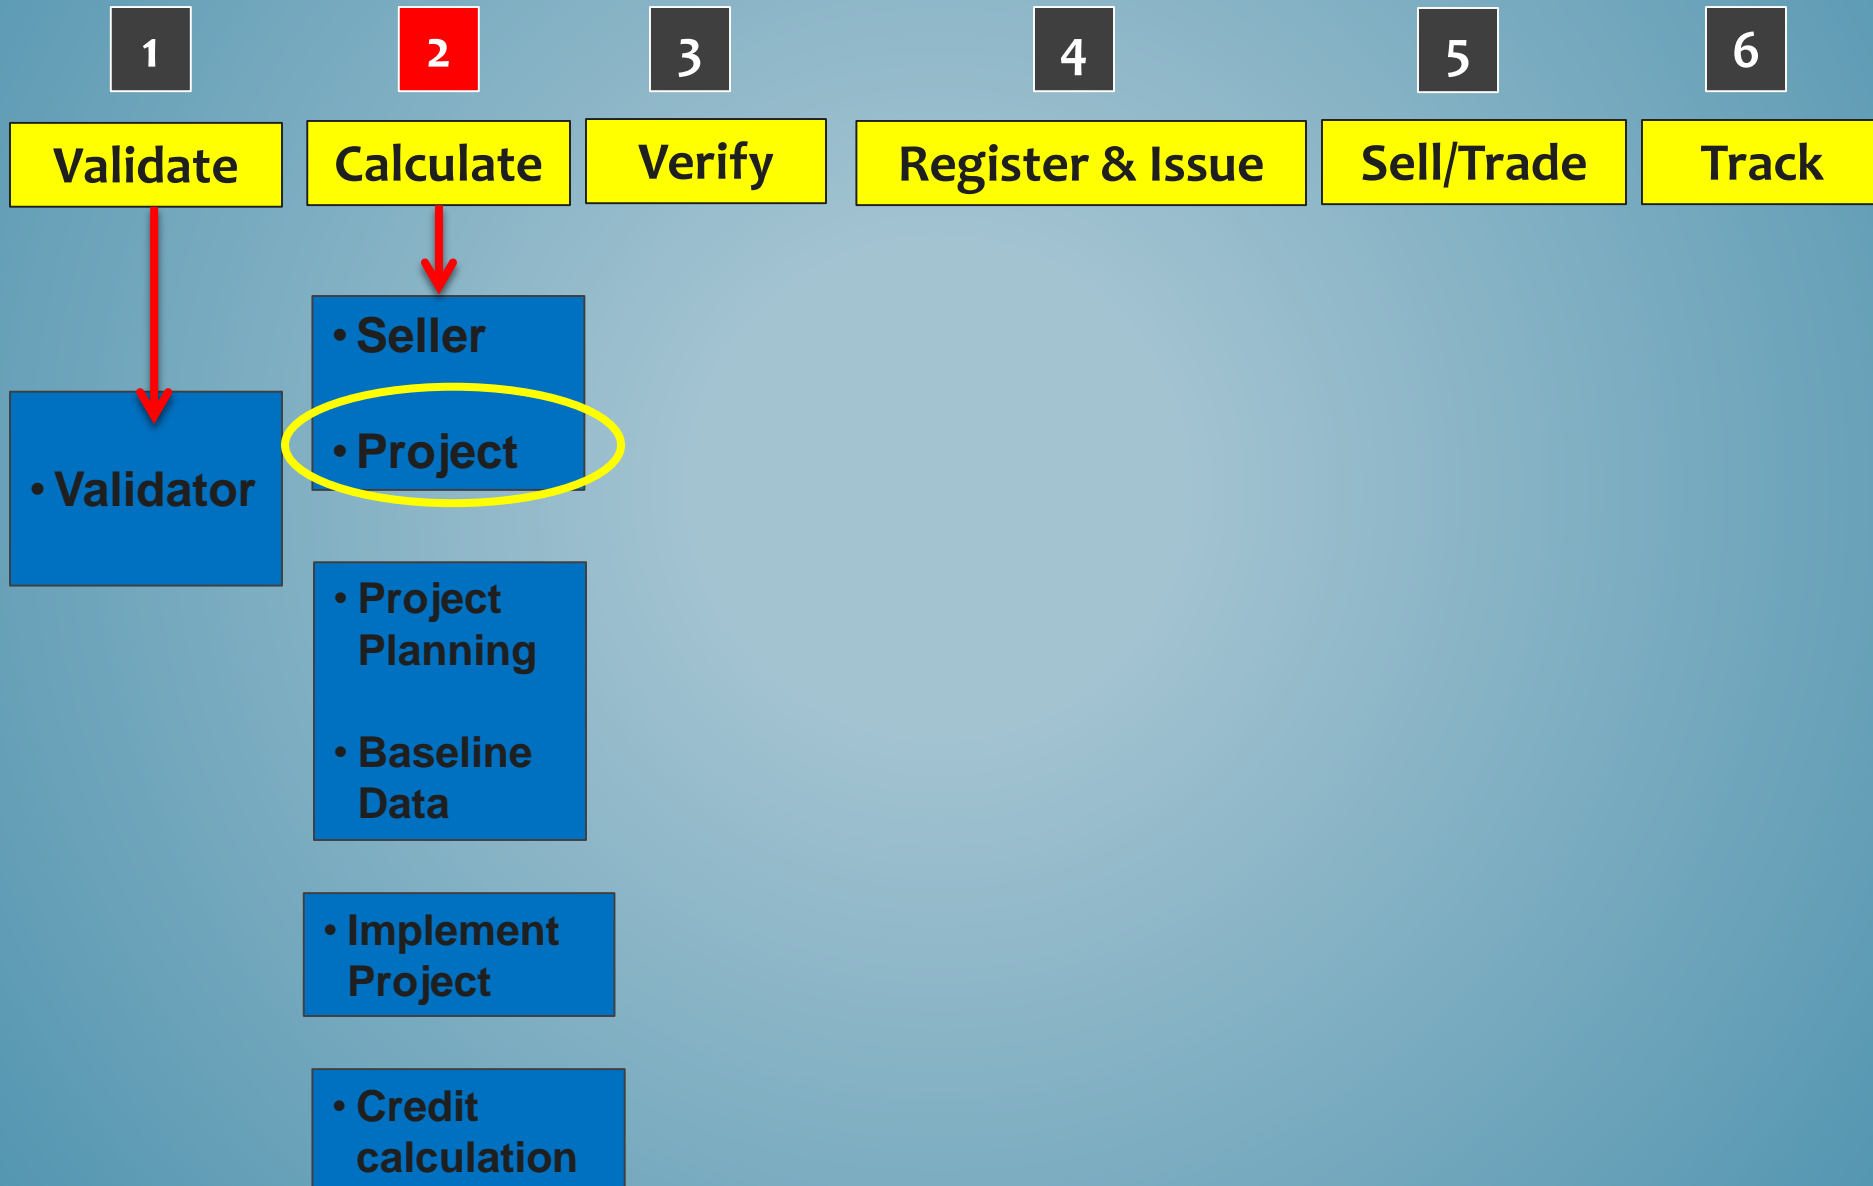 1
2
3
4
5
6
Validate
Calculate
Verify
Register & Issue
Sell/Trade
Track
• Validator
• Seller
• Project
• Project
Planning
• Baseline
Data
• Implement
Project
• Credit
calculation